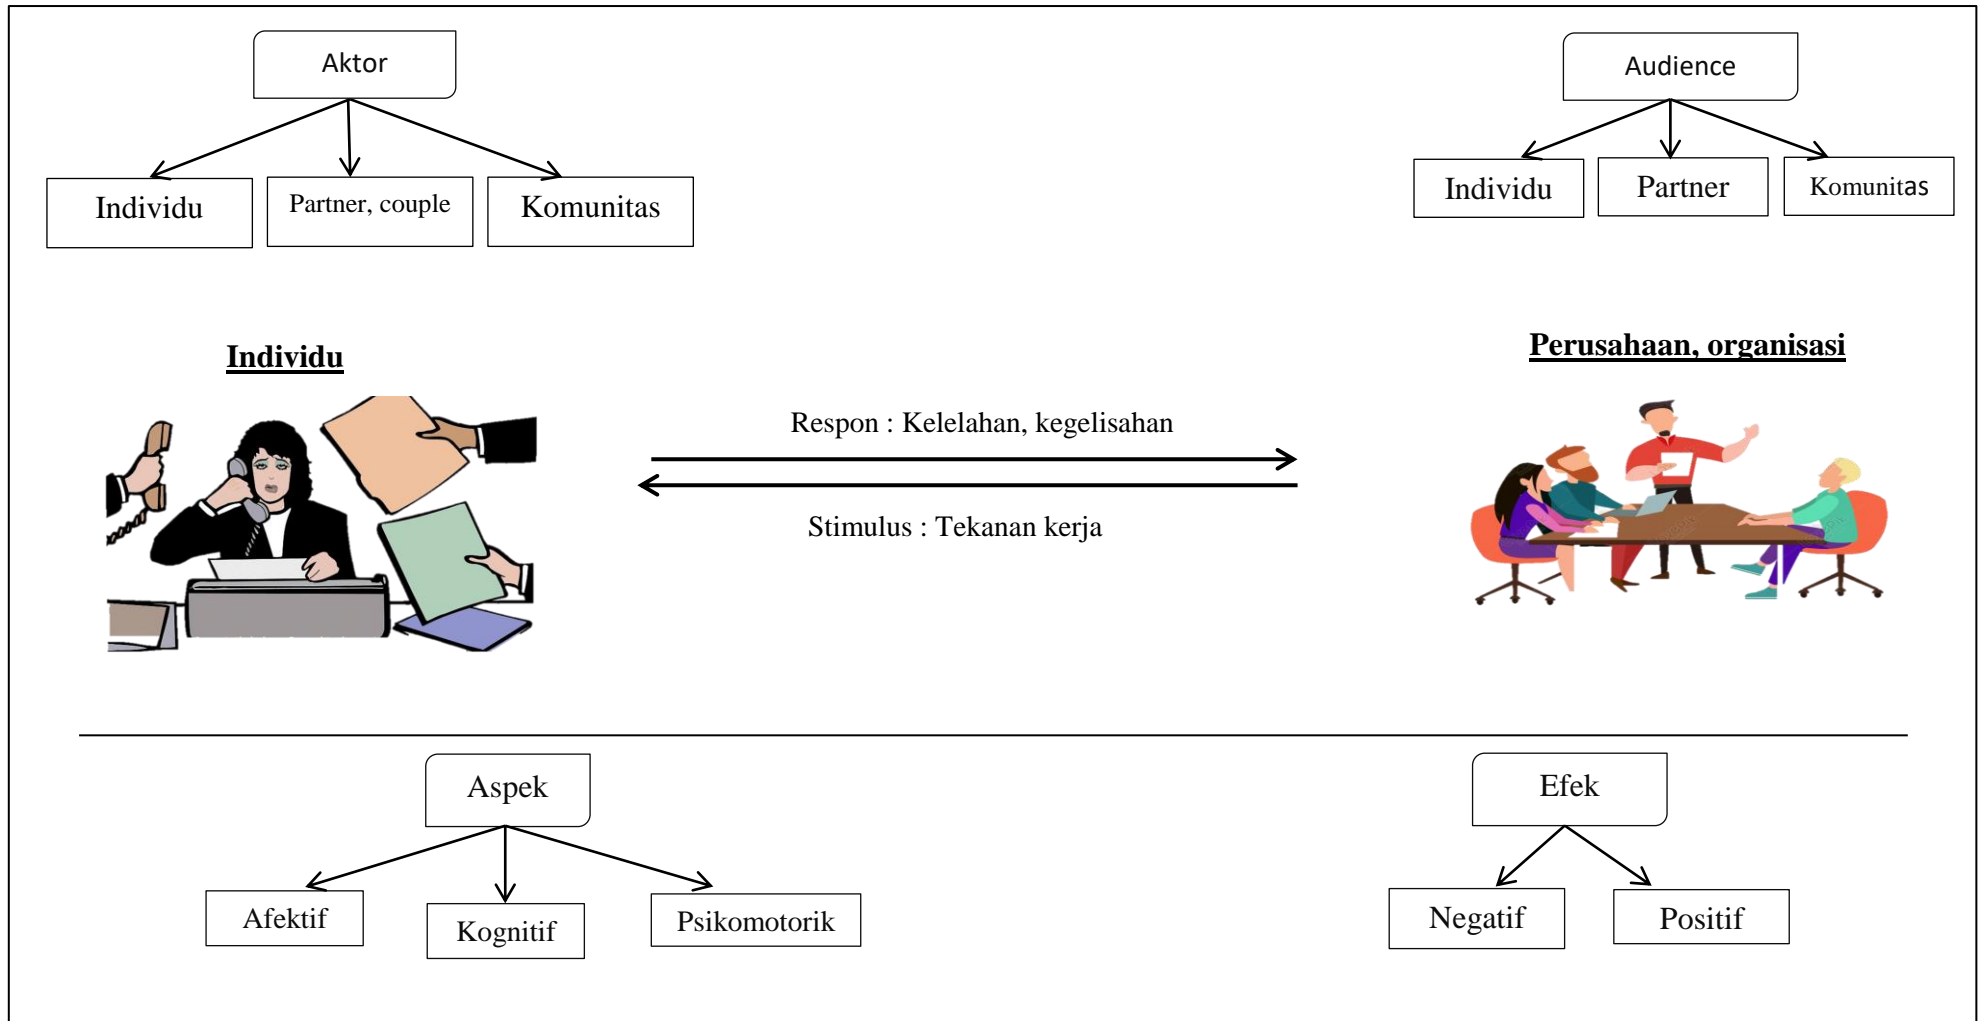 Aktor
Audience
Individu
Partner, couple
Komunitas
Individu
Partner
Komunitas
Individu
Perusahaan, organisasi
Respon : Kelelahan, kegelisahan
Stimulus : Tekanan kerja
Aspek
Efek
Afektif
Kognitif
Psikomotorik
Negatif
Positif